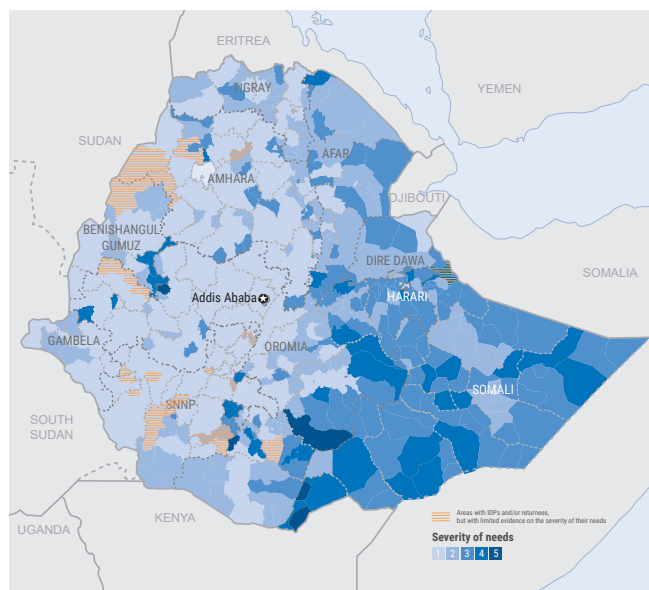 ERITREA
YEMEN
TIGRAY
SUDAN
AFAR
AMHARA
DJIBOUTI
BENISHANGUL
GUMUZ
DIRE DAWA
SOMALIA
Addis Ababa
HARARI
GAMBELA
OROMIA
SOMALI
SNNP
SOUTH
SUDAN
Areas with IDPs and/or returnees,
but with limited evidence on the severity of their needs
KENYA
UGANDA
Severity of needs
1 2 3 4 5